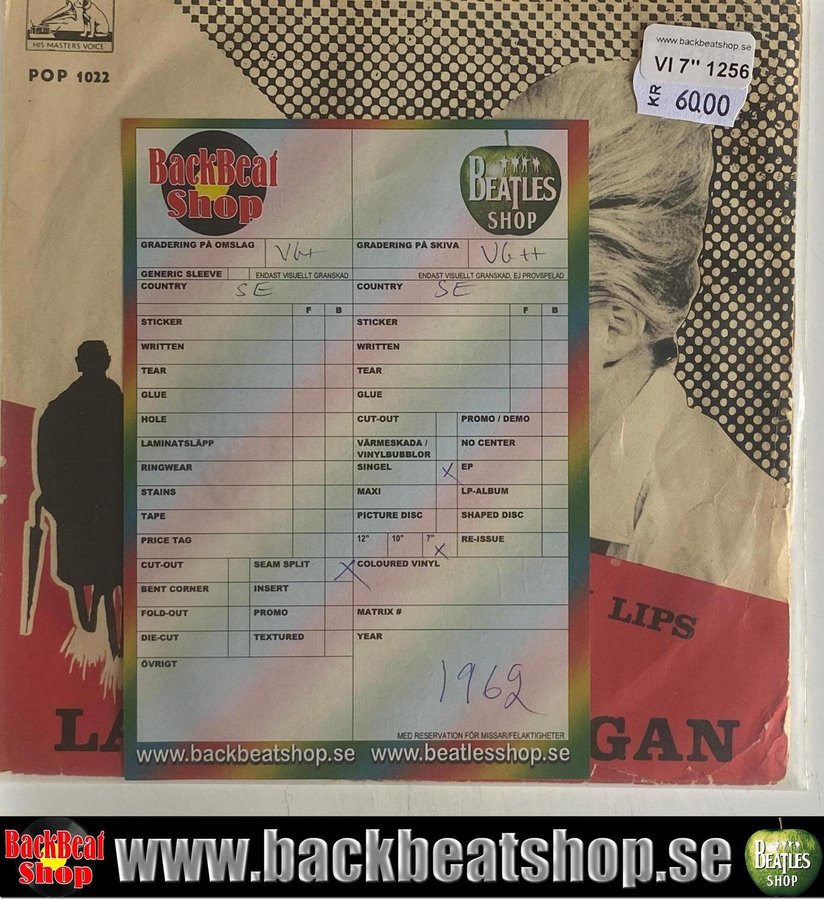 HIS MASTERS VOICE
POP 1022
www.backbeatshop.se
VI 7" 1256
KR 6000
BackBeat Shop
BEATLES SHOP
GRADERING PÅ OMSLAG VG+
GRADERING PÅ SKIVA VG++
GENERIC SLEEVE ENDAST VISUELLT GRANSKAD
ENDAST VISUELLT GRANSKAD, EJ PROVSPELAD
COUNTRY SE
COUNTRY SE
F B
F B
STICKER
STICKER
WRITTEN
WRITTEN
TEAR
TEAR
GLUE
GLUE
HOLE
CUT-OUT PROMO / DEMO
LAMINATSLÄPP
VÄRMESKADA / VINYLBUBBLOR NO CENTER
RINGWEAR
SINGEL X EP
STAINS
MAXI LP-ALBUM
TAPE
PICTURE DISC SHAPED DISC
PRICE TAG
12" 10" 7" X RE-ISSUE
CUT-OUT SEAM SPLIT X
COLOURED VINYL
BENT CORNER INSERT
FOLD-OUT PROMO
MATRIX #
DIE-CUT TEXTURED
YEAR
ÖVRIGT
1962
MED RESERVATION FÖR MISSAR/FELAKTIGHETER
www.backbeatshop.se www.beatlesshop.se
LIPS
GAN
BackBeat Shop
www.backbeatshop.se
BEATLES SHOP